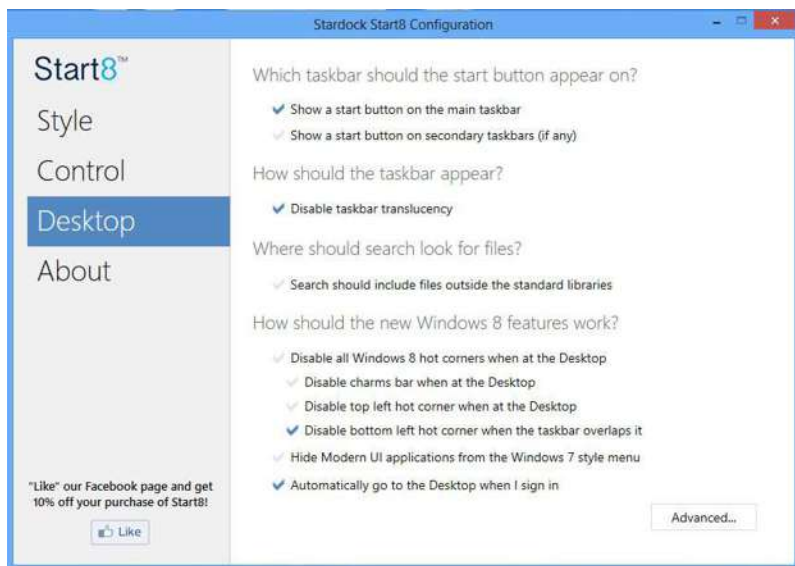 Stardock Start8 Configuration
Start8™
Style
Control
Desktop
About
"Like" our Facebook page and get
10% off your purchase of Start8!
Like
Which taskbar should the start button appear on?
Show a start button on the main taskbar
Show a start button on secondary taskbars (if any)
How should the taskbar appear?
Disable taskbar translucency
Where should search look for files?
Search should include files outside the standard libraries
How should the new Windows 8 features work?
Disable all Windows 8 hot corners when at the Desktop
Disable charms bar when at the Desktop
Disable top left hot corner when at the Desktop
Disable bottom left hot corner when the taskbar overlaps it
Hide Modern UI applications from the Windows 7 style menu
Automatically go to the Desktop when I sign in
Advanced...